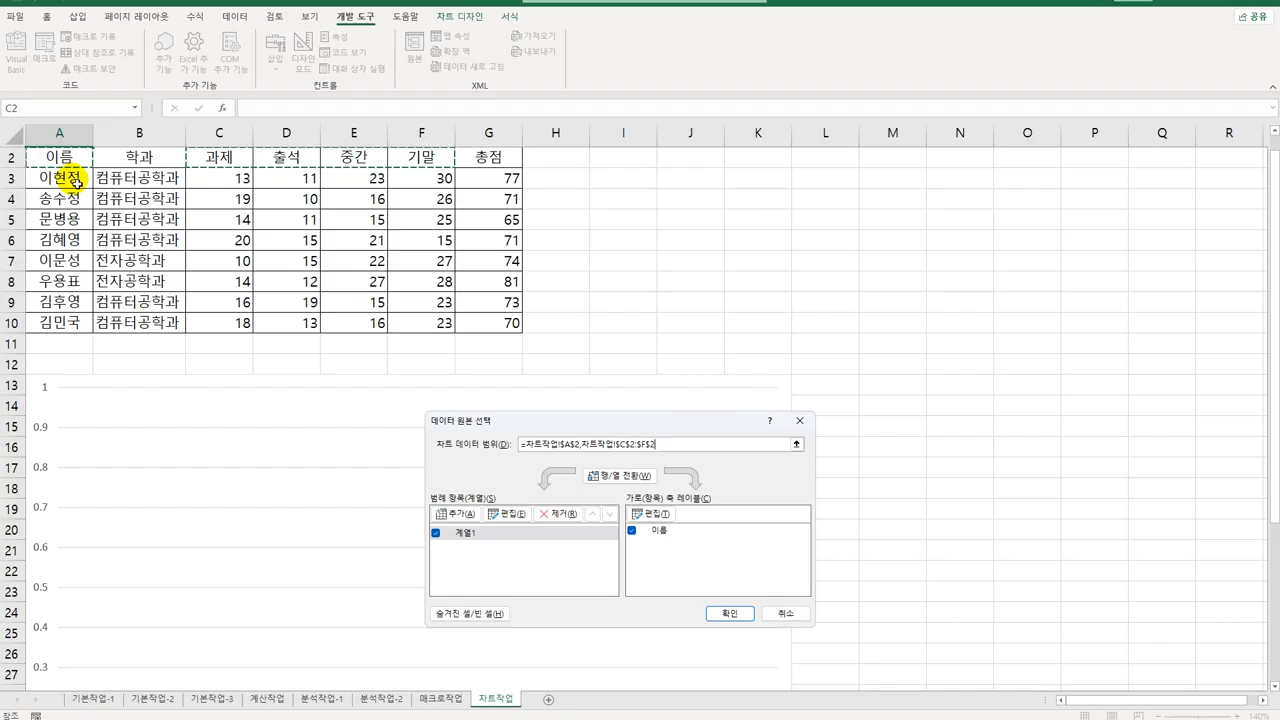 파일 홈 삽입 페이지 레이아웃 수식 데이터 검토 보기 개발 도구 도움말 차트 디자인 서식 공유
Visual Basic
매크로
매크로 기록
상대 참조로 기록
매크로 보안
코드
추가 기능
Excel 추가 기능
COM 추가 기능
추가 기능
삽입
디자인 모드
속성
코드 보기
대화 상자 실행
컨트롤
원본
맵 속성
확장 팩
데이터 새로 고침
가져오기
내보내기
XML
C2
fx
A B C D E F G H I J K L M N O P Q R
2 이름 학과 과제 출석 중간 기말 총점
3 이현정 컴퓨터공학과 13 11 23 30 77
4 송수정 컴퓨터공학과 19 10 16 26 71
5 문병용 컴퓨터공학과 14 11 15 25 65
6 김혜영 컴퓨터공학과 20 15 21 15 71
7 이문성 전자공학과 10 15 22 27 74
8 우용표 전자공학과 14 12 27 28 81
9 김후영 컴퓨터공학과 16 19 15 23 73
10 김민국 컴퓨터공학과 18 13 16 23 70
11
12
13
14
15
16
17
18
19
20
21
22
23
24
25
26
27
1
0.9
0.8
0.7
0.6
0.5
0.4
0.3
데이터 원본 선택 ?
차트 데이터 범위(D): =차트작업!$A$2,차트작업!$C$2:$F$2
행/열 전환(W)
범례 항목(계열)(S)
추가(A) 편집(E) 제거(R)
계열1
가로(항목) 축 레이블(C)
편집(T)
이름
숨겨진 셀/빈 셀(H) 확인 취소
기본작업-1 기본작업-2 기본작업-3 계산작업 분석작업-1 분석작업-2 매크로작업 차트작업
참조 140%